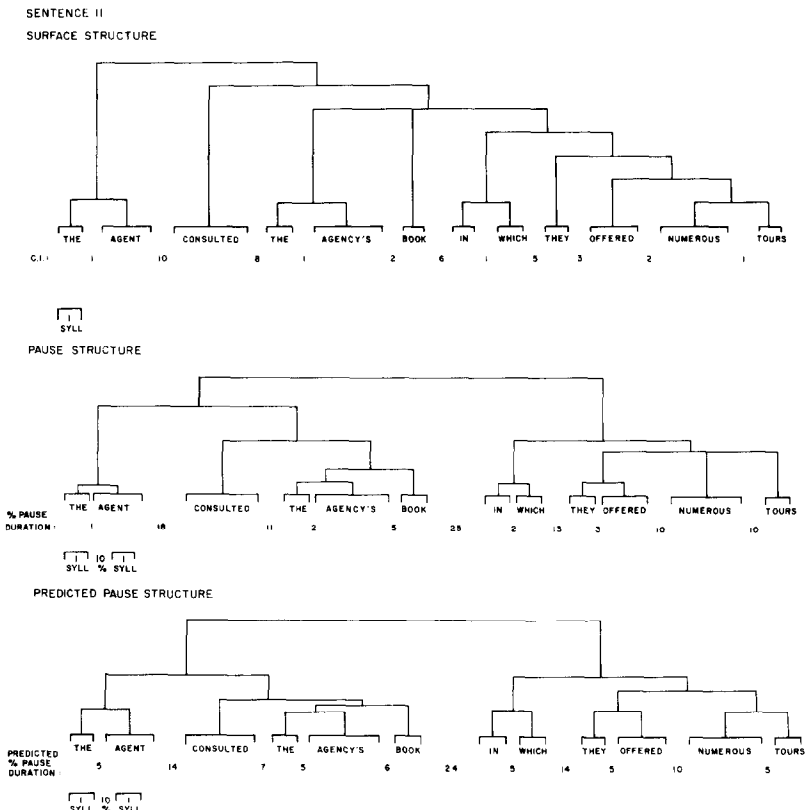 SENTENCE II
SURFACE STRUCTURE
THE AGENT CONSULTED THE AGENCY'S BOOK IN WHICH THEY OFFERED NUMEROUS TOURS
C.I.: 1 10 8 1 2 6 1 5 3 2 1
1
SYLL
PAUSE STRUCTURE
THE AGENT CONSULTED THE AGENCY'S BOOK IN WHICH THEY OFFERED NUMEROUS TOURS
% PAUSE
DURATION: 1 18 11 2 5 28 2 13 3 10 10
1 10 1
SYLL % SYLL
PREDICTED PAUSE STRUCTURE
THE AGENT CONSULTED THE AGENCY'S BOOK IN WHICH THEY OFFERED NUMEROUS TOURS
PREDICTED
% PAUSE
DURATION: 5 14 7 5 6 24 5 14 5 10 5
1 10 1
SYLL % SYLL